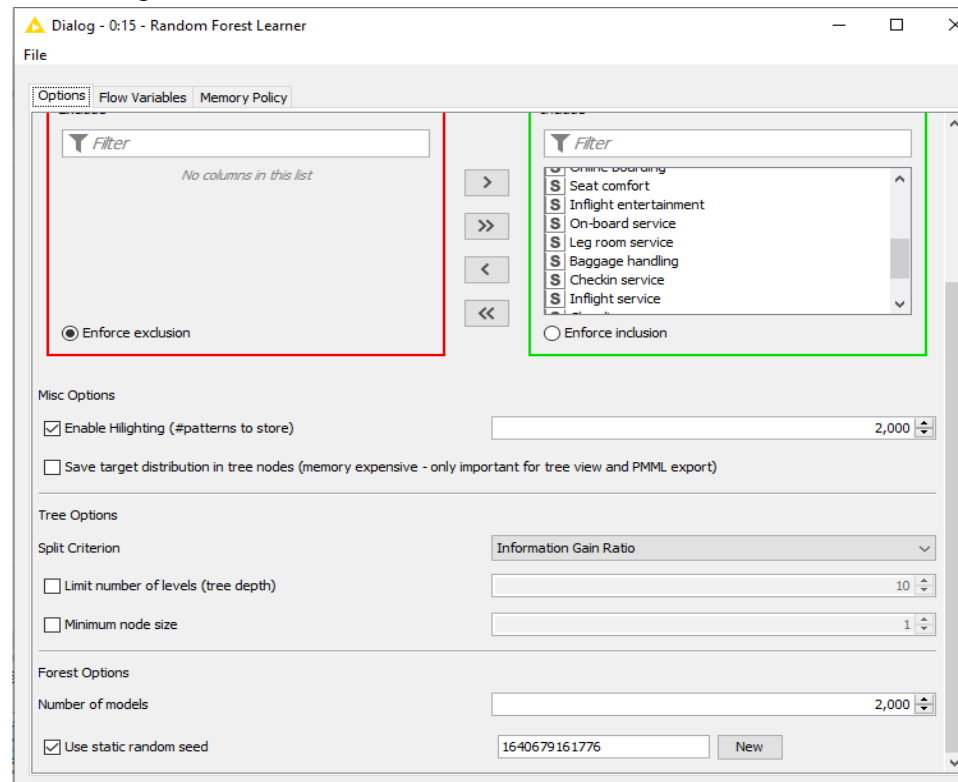 Dialog - 0:15 - Random Forest Learner
File
Options Flow Variables Memory Policy
Filter
Filter
No columns in this list
Online boarding
S Seat comfort
S Inflight entertainment
S On-board service
S Leg room service
S Baggage handling
S Checkin service
S Inflight service
> 
>>
<
<<
Enforce exclusion
Enforce inclusion
Misc Options
Enable Hilighting (#patterns to store) 2,000
Save target distribution in tree nodes (memory expensive - only important for tree view and PMML export)
Tree Options
Split Criterion Information Gain Ratio
Limit number of levels (tree depth) 10
Minimum node size 1
Forest Options
Number of models 2,000
Use static random seed 1640679161776 New